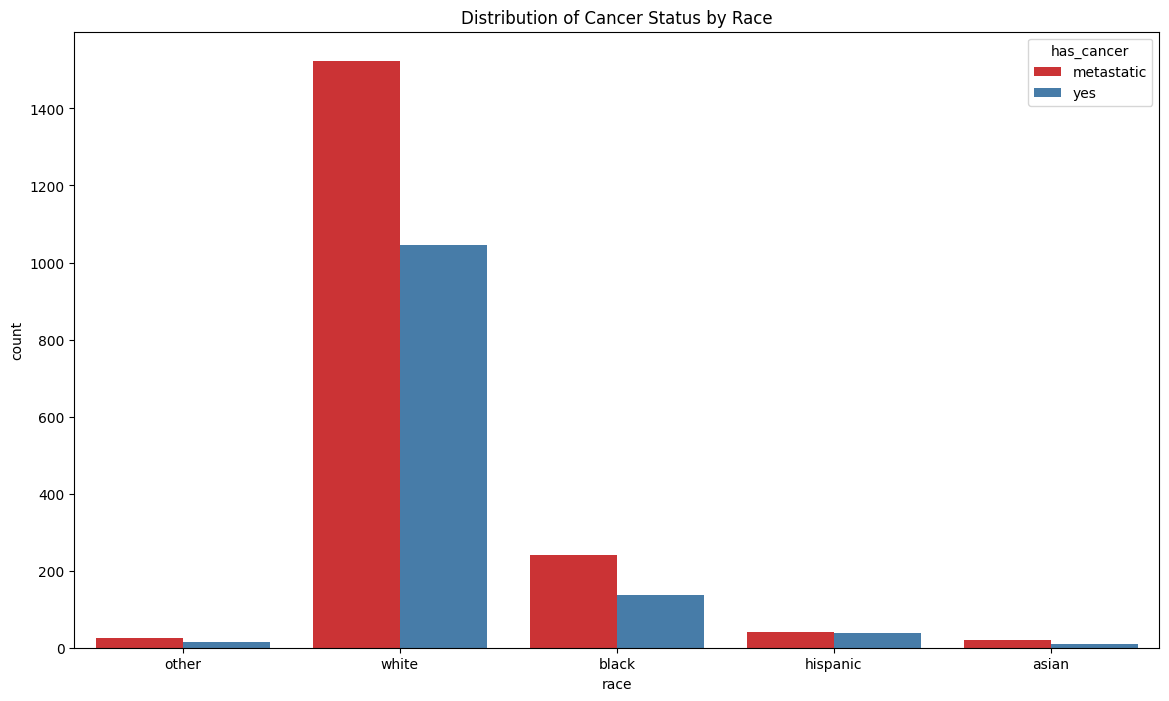 Distribution of Cancer Status by Race
has_cancer
metastatic
yes
1400
1200
1000
800
600
400
200
0
count
other white black hispanic asian
race